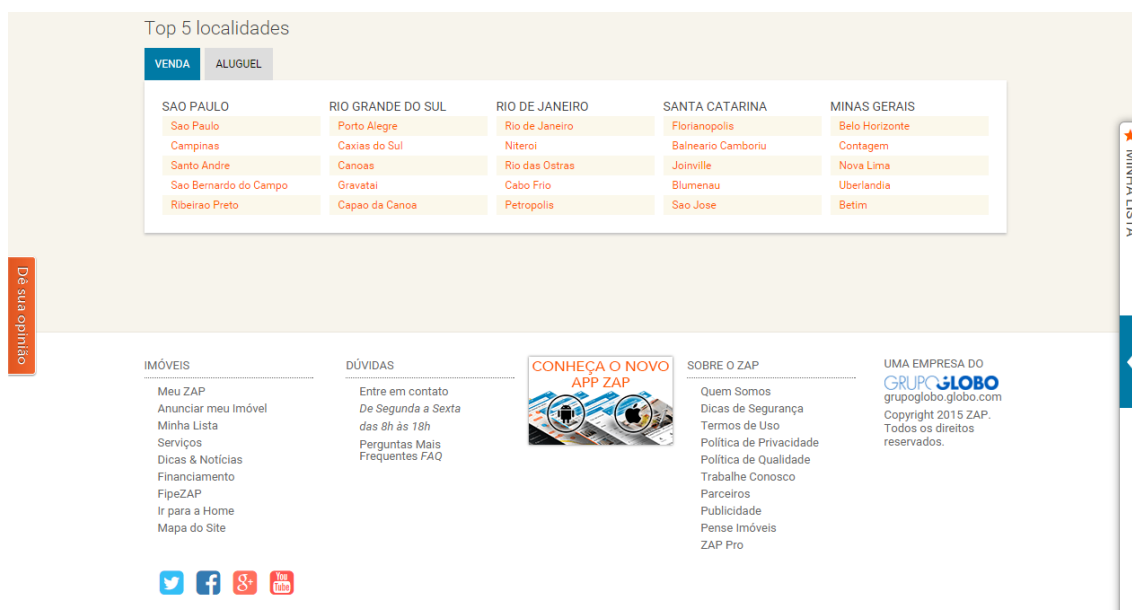 Top 5 localidades
VENDA
ALUGUEL
SAO PAULO
Sao Paulo
Campinas
Santo Andre
Sao Bernardo do Campo
Ribeirao Preto
RIO GRANDE DO SUL
Porto Alegre
Caxias do Sul
Canoas
Gravatai
Capao da Canoa
RIO DE JANEIRO
Rio de Janeiro
Niteroi
Rio das Ostras
Cabo Frio
Petropolis
SANTA CATARINA
Florianopolis
Balneario Camboriu
Joinville
Blumenau
Sao Jose
MINAS GERAIS
Belo Horizonte
Contagem
Nova Lima
Uberlandia
Betim
MINHA LISTA
Dê sua opinião
IMÓVEIS
Meu ZAP
Anunciar meu Imóvel
Minha Lista
Serviços
Dicas & Notícias
Financiamento
FipeZAP
Ir para a Home
Mapa do Site
DÚVIDAS
Entre em contato
De Segunda a Sexta
das 8h às 18h
Perguntas Mais
Frequentes FAQ
CONHEÇA O NOVO
APP ZAP
SOBRE O ZAP
Quem Somos
Dicas de Segurança
Termos de Uso
Política de Privacidade
Política de Qualidade
Trabalhe Conosco
Parceiros
Publicidade
Pense Imóveis
ZAP Pro
UMA EMPRESA DO
GRUPO GLOBO
grupoglobo.globo.com
Copyright 2015 ZAP.
Todos os direitos
reservados.
g+
You
Tube